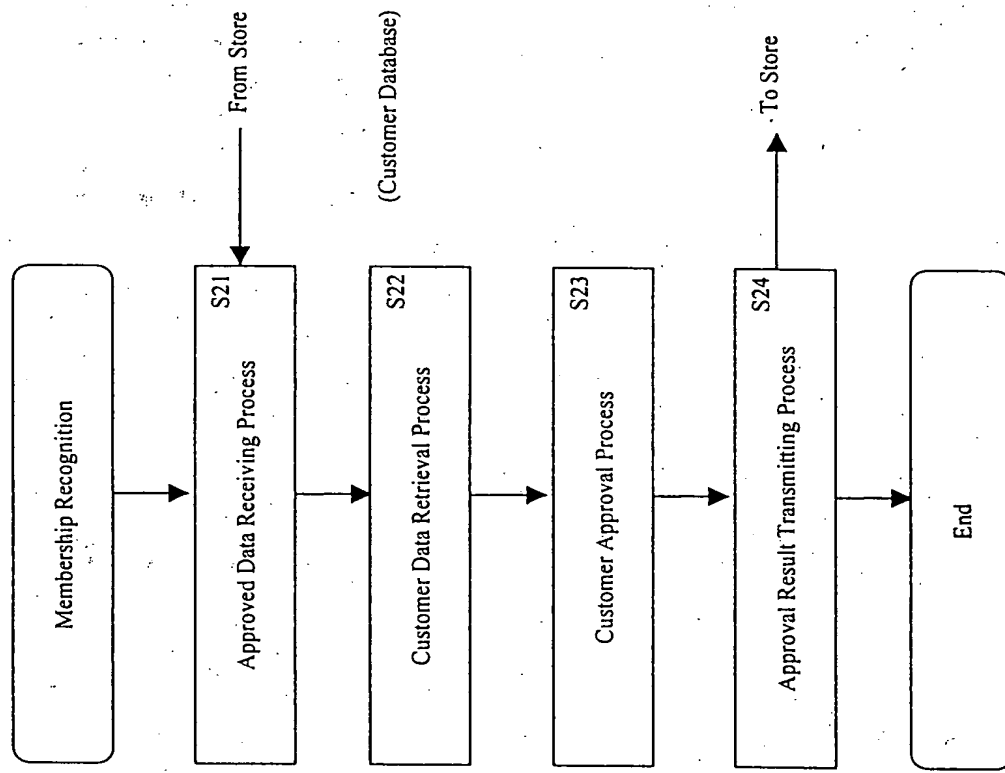 Membership Recognition
From Store
S21
Approved Data Receiving Process
(Customer Database)
S22
Customer Data Retrieval Process
S23
Customer Approval Process
To Store
S24
Approval Result Transmitting Process
End